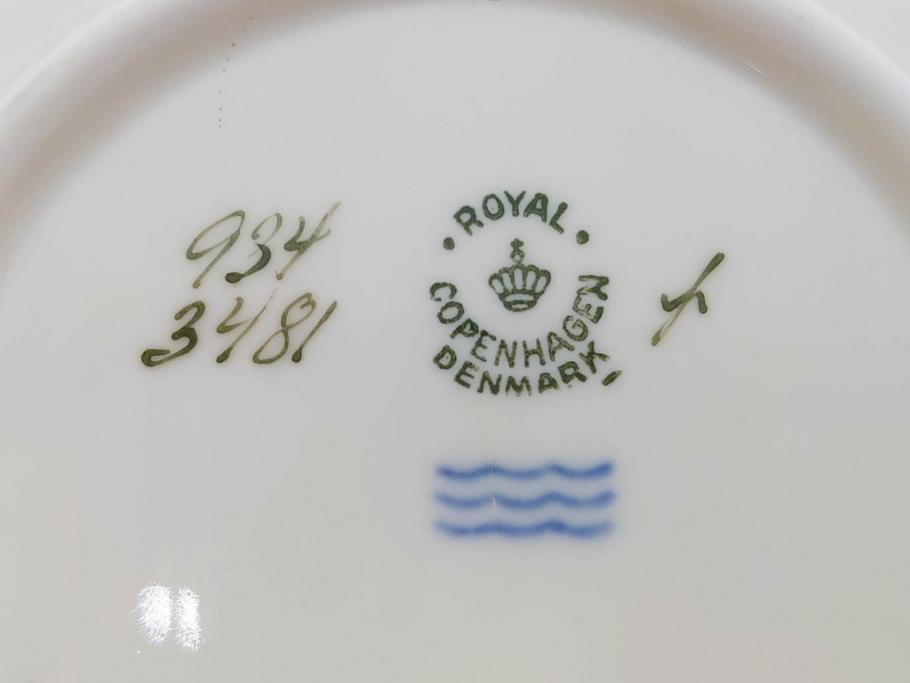 934
3481
ROYAL
COPENHAGEN
DENMARK